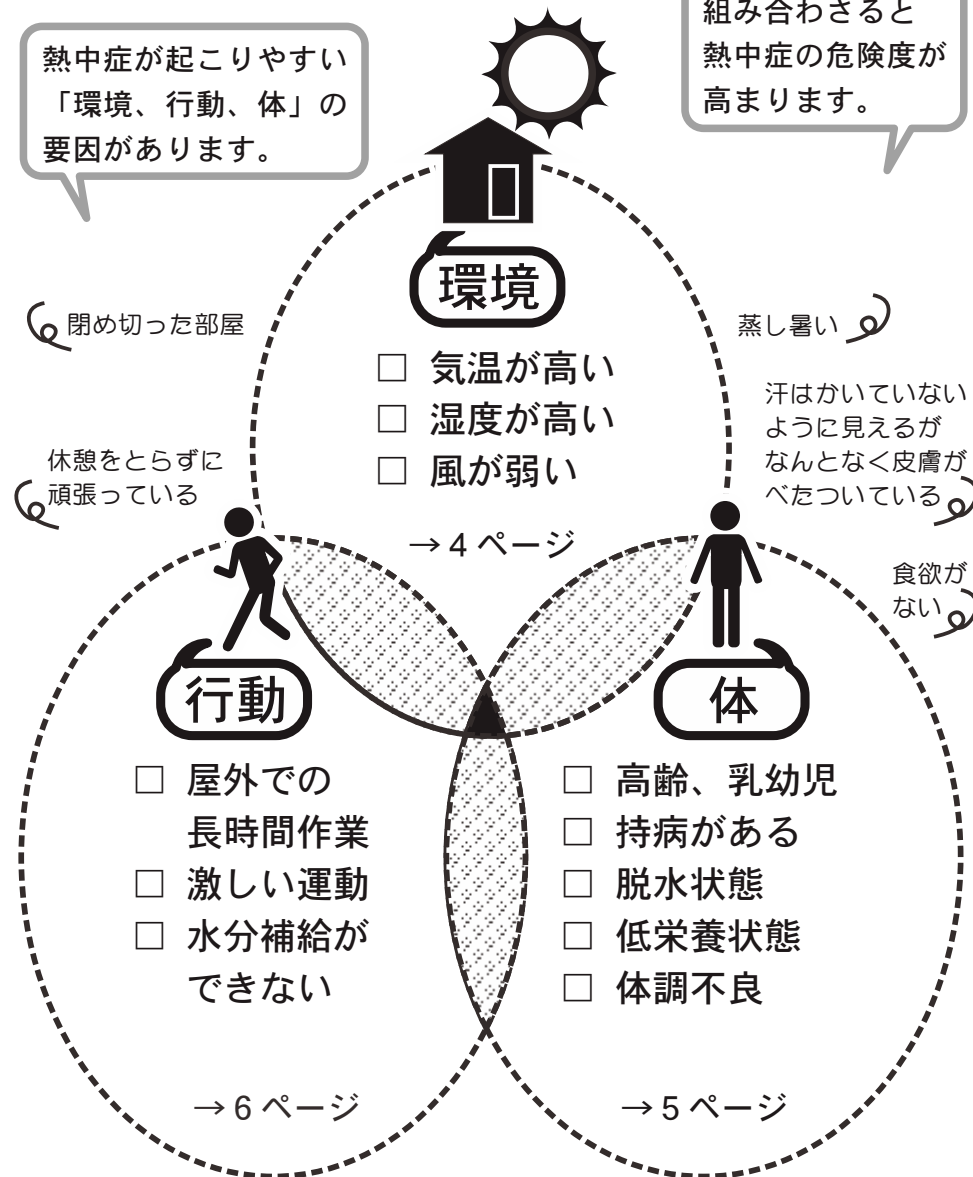 熱中症が起こりやすい
「環境、行動、体」の
要因があります。
組み合わさると
熱中症の危険度が
高まります。
環境
閉め切った部屋
蒸し暑い
□ 気温が高い
□ 湿度が高い
□ 風が弱い
→4ページ
休憩をとらずに
頑張っている
汗はかいていない
ように見えるが
なんとなく皮膚が
べたついている
食欲が
ない
行動
□ 屋外での
長時間作業
□ 激しい運動
□ 水分補給が
できない
→6ページ
体
□ 高齢、乳幼児
□ 持病がある
□ 脱水状態
□ 低栄養状態
□ 体調不良
→5ページ